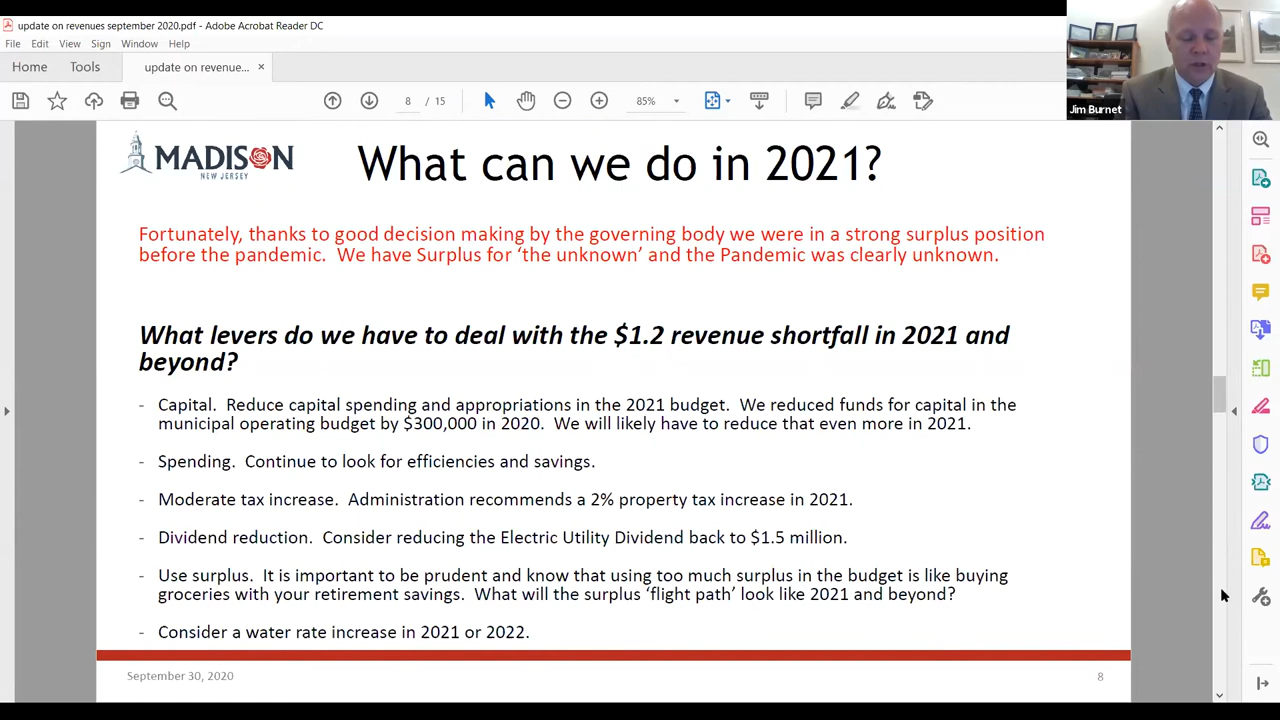 update on revenues september 2020.pdf - Adobe Acrobat Reader DC
File Edit View Sign Window Help
Home Tools update on revenue... ×
8 / 15 85%
Jim Burnet
MADISON
NEW JERSEY
What can we do in 2021?
Fortunately, thanks to good decision making by the governing body we were in a strong surplus position
before the pandemic. We have Surplus for ‘the unknown’ and the Pandemic was clearly unknown.
What levers do we have to deal with the $1.2 revenue shortfall in 2021 and
beyond?
- Capital. Reduce capital spending and appropriations in the 2021 budget. We reduced funds for capital in the
municipal operating budget by $300,000 in 2020. We will likely have to reduce that even more in 2021.
- Spending. Continue to look for efficiencies and savings.
- Moderate tax increase. Administration recommends a 2% property tax increase in 2021.
- Dividend reduction. Consider reducing the Electric Utility Dividend back to $1.5 million.
- Use surplus. It is important to be prudent and know that using too much surplus in the budget is like buying
groceries with your retirement savings. What will the surplus ‘flight path’ look like 2021 and beyond?
- Consider a water rate increase in 2021 or 2022.
September 30, 2020 8